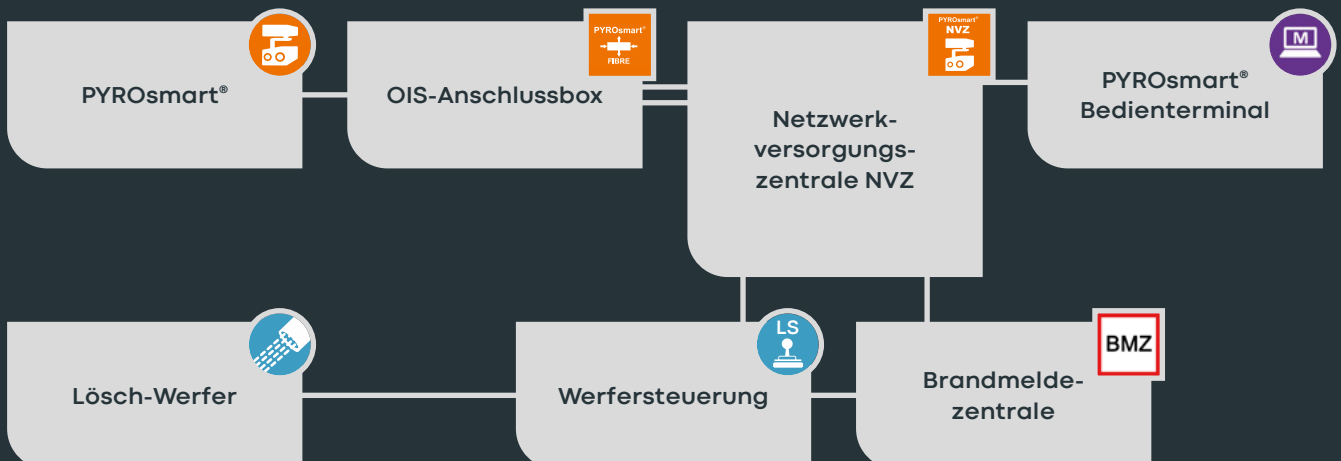 PYROsmart®
PYROsmart®
FIBRE
OIS-Anschlussbox
PYROsmart®
NVZ
Netzwerk-
versorgungs-
zentrale NVZ
M
PYROsmart®
Bedienterminal
Lösch-Werfer
LS
Werfersteuerung
BMZ
Brandmelde-
zentrale